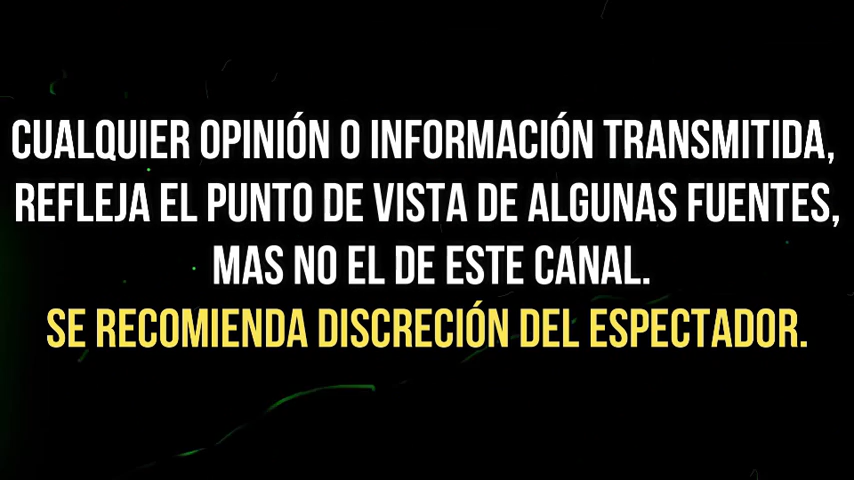 CUALQUIER OPINIÓN O INFORMACIÓN TRANSMITIDA,
REFLEJA EL PUNTO DE VISTA DE ALGUNAS FUENTES,
MAS NO EL DE ESTE CANAL.
SE RECOMIENDA DISCRECIÓN DEL ESPECTADOR.